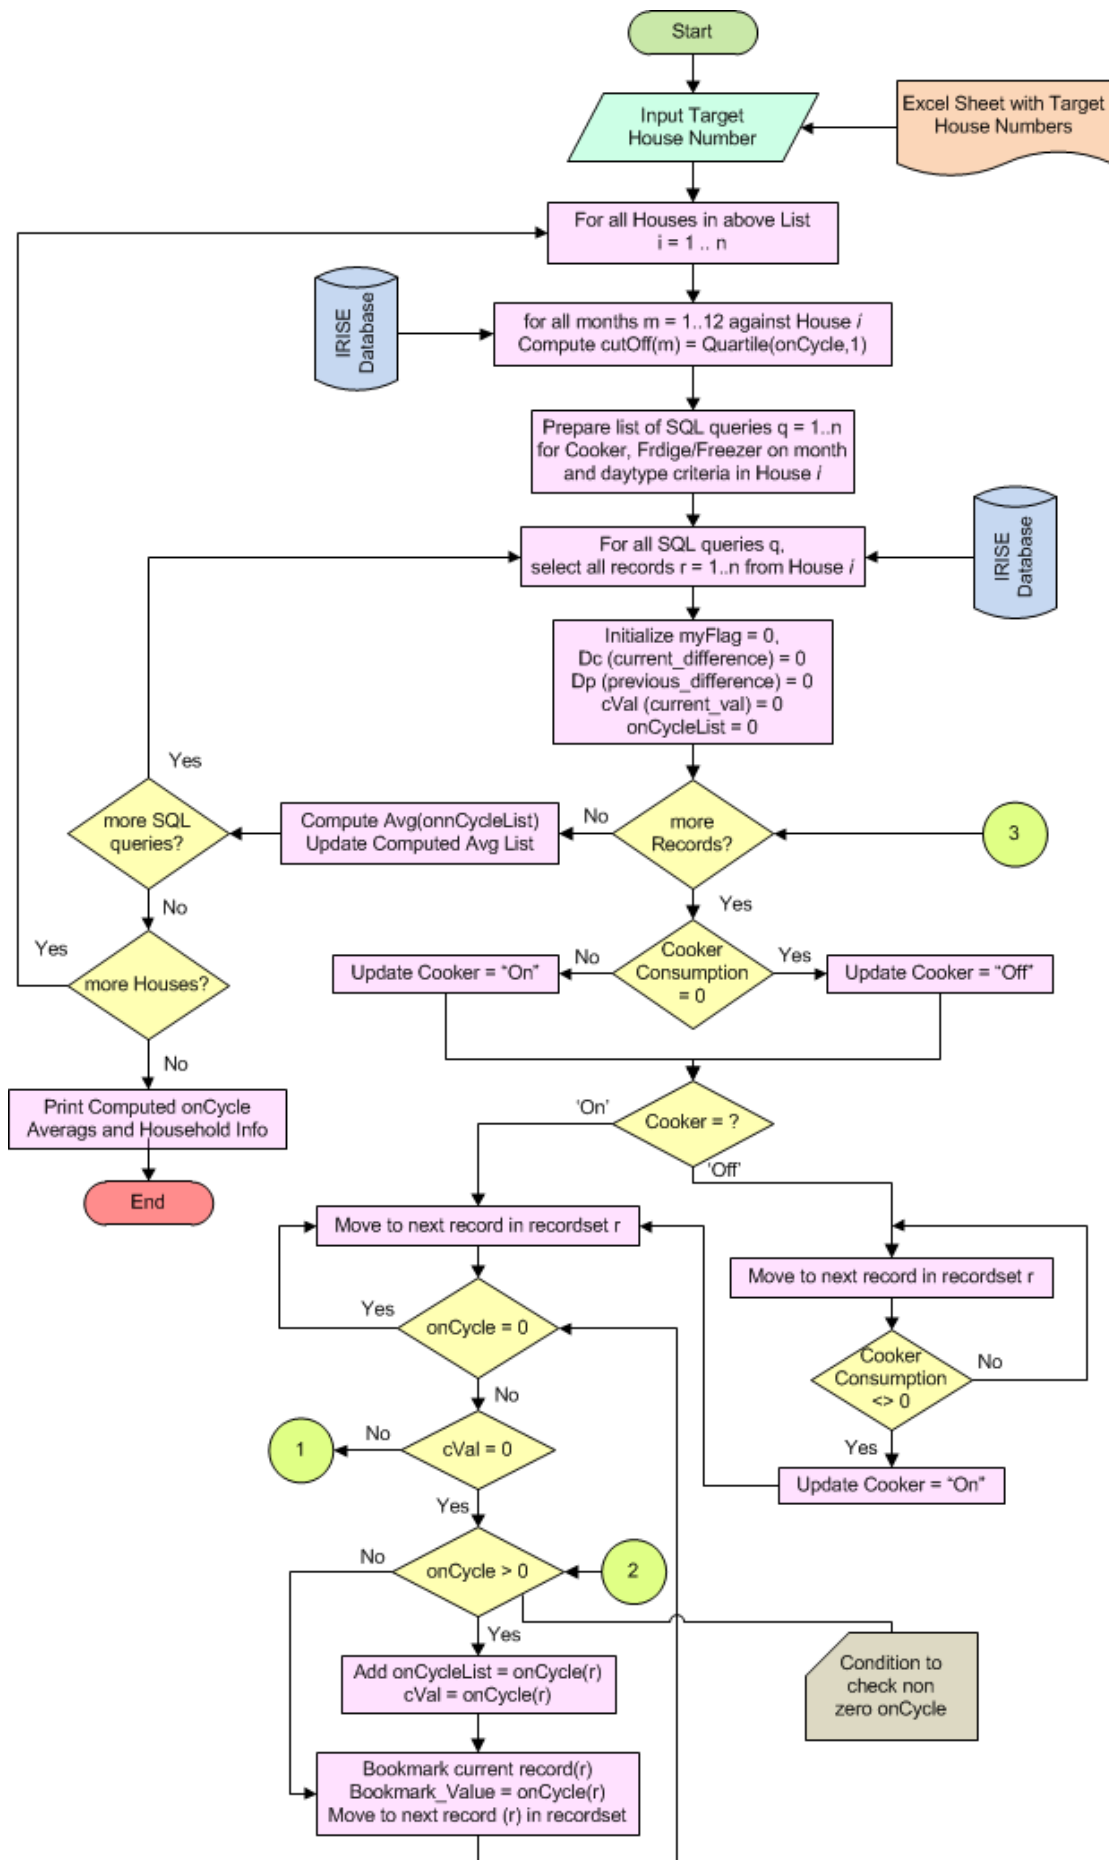 Start
Input Target
House Number
Excel Sheet with Target
House Numbers
For all Houses in above List
i = 1 .. n
IRISE
Database
for all months m = 1..12 against House i
Compute cutOff(m) = Quartile(onCycle,1)
Prepare list of SQL queries q = 1..n
for Cooker, Frdige/Freezer on month
and daytype criteria in House i
For all SQL queries q,
select all records r = 1..n from House i
IRISE
Database
Initialize myFlag = 0,
Dc (current_difference) = 0
Dp (previous_difference) = 0
cVal (current_val) = 0
onCycleList = 0
Yes
more SQL
queries?
Compute Avg(onnCycleList)
Update Computed Avg List
No
more
Records?
3
No
Yes
Yes
more Houses?
Update Cooker = “On”
No
Cooker
Consumption
= 0
Yes
Update Cooker = “Off”
No
Print Computed onCycle
Averags and Household Info
End
'On'
Cooker = ?
'Off'
Move to next record in recordset r
Move to next record in recordset r
Yes
onCycle = 0
No
Cooker
Consumption
<> 0
No
1
No
cVal = 0
Yes
Update Cooker = “On”
Yes
No
onCycle > 0
2
Yes
Add onCycleList = onCycle(r)
cVal = onCycle(r)
Condition to
check non
zero onCycle
Bookmark current record(r)
Bookmark_Value = onCycle(r)
Move to next record (r) in recordset